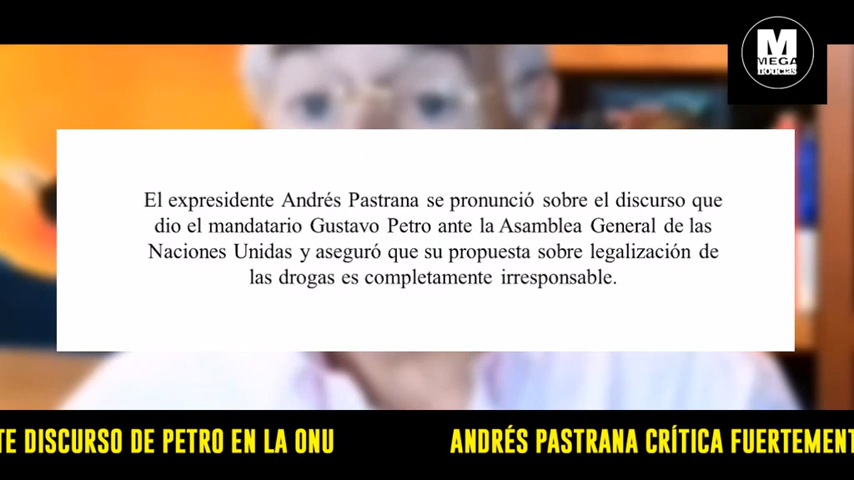 M
MEGA
noticias
El expresidente Andrés Pastrana se pronunció sobre el discurso que
dio el mandatario Gustavo Petro ante la Asamblea General de las
Naciones Unidas y aseguró que su propuesta sobre legalización de
las drogas es completamente irresponsable.
TE DISCURSO DE PETRO EN LA ONU
ANDRÉS PASTRANA CRÍTICA FUERTEMENT